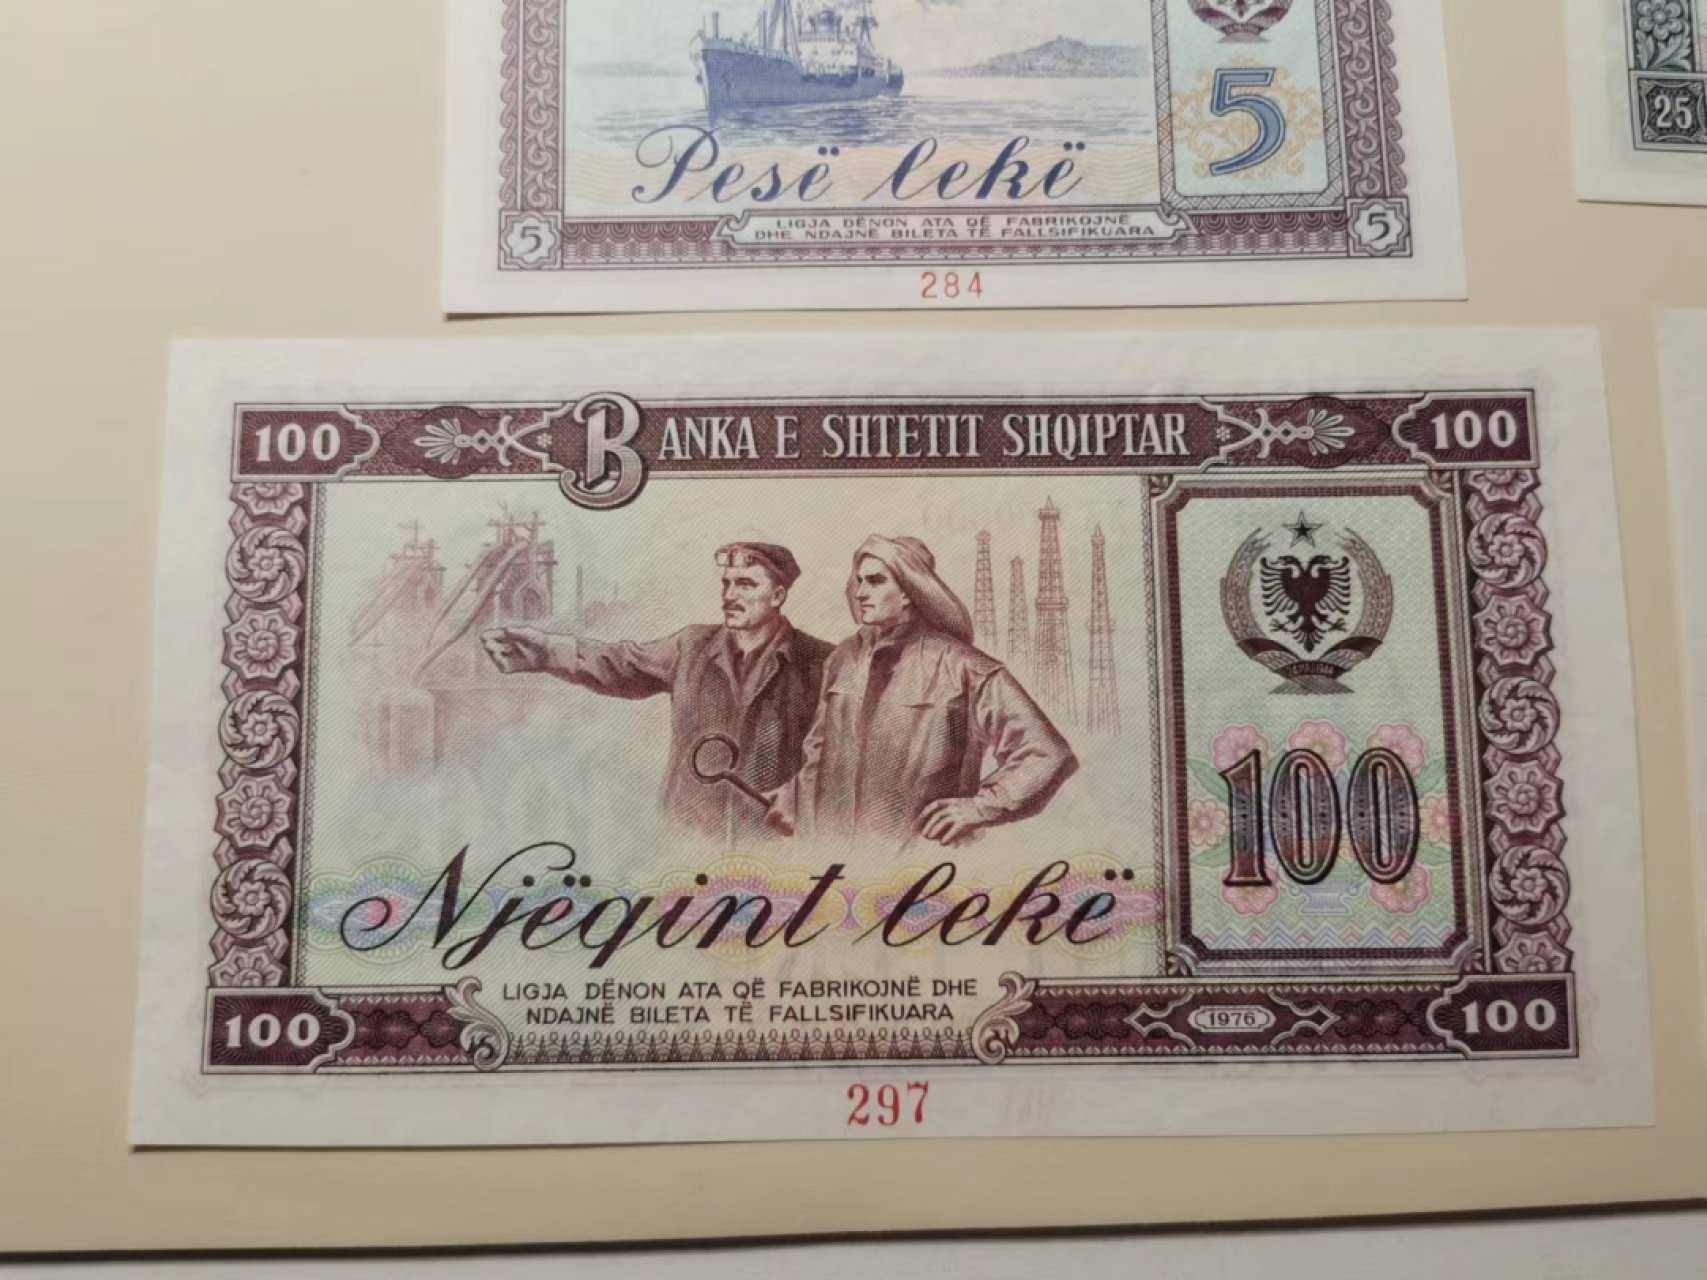 5
Pesë lekë
25
LIGJA DËNON ATA QË FABRIKOJNË
DHE NDAJNË BILETA TË FALLSIFIKUARA
5
5
284
100
BANKA E SHTETIT SHQIPTAR
100
100
Njëqint lekë
LIGJA DËNON ATA QË FABRIKOJNË DHE
NDAJNË BILETA TË FALLSIFIKUARA
100
1976
100
297